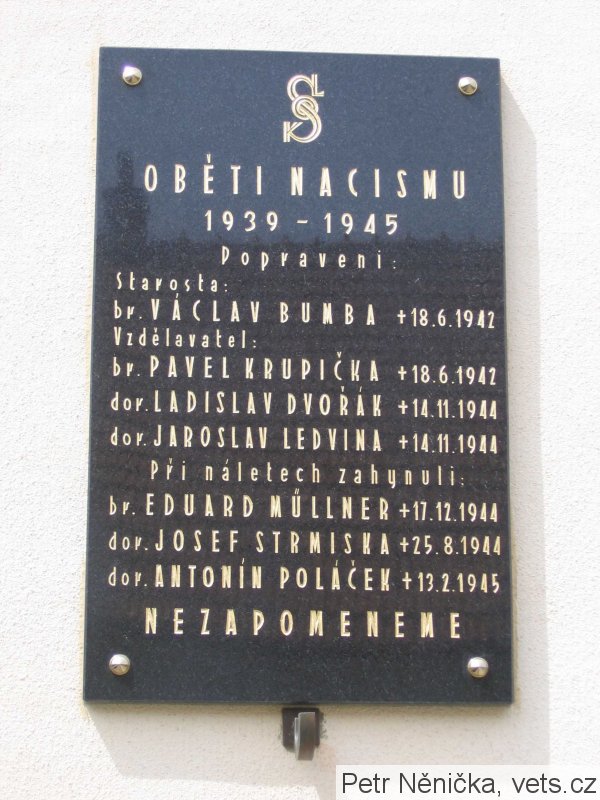 SOKOL
OBĚTI NACISMU
1939 - 1945
Popraveni:
Starosta:
br. VÁCLAV BUMBA +18.6.1942
Vzdělavatel:
br. PAVEL KRUPIČKA +18.6.1942
dor. LADISLAV DVOŘÁK +14.11.1944
dor. JAROSLAV LEDVINA +14.11.1944
Při náletech zahynuli:
br. EDUARD MŰLLNER +17.12.1944
dor. JOSEF STRMISKA +25.8.1944
dor. ANTONÍN POLÁČEK +13.2.1945
NEZAPOMENEME
Petr Něnička, vets.cz